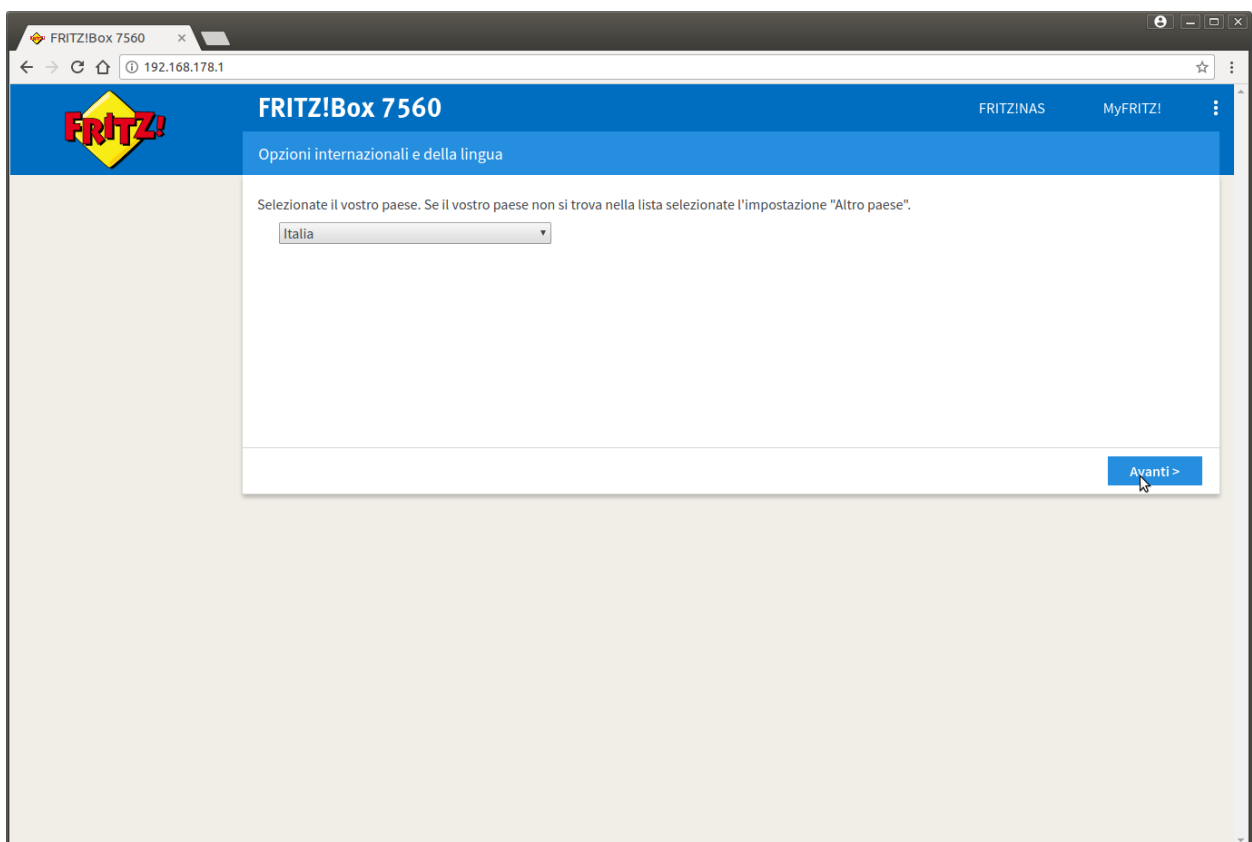 FRITZ!Box 7560
192.168.178.1
FRITZ!
FRITZ!Box 7560
FRITZ!NAS
MyFRITZ!
Opzioni internazionali e della lingua
Selezionate il vostro paese. Se il vostro paese non si trova nella lista selezionate l'impostazione "Altro paese".
Italia
Avanti >